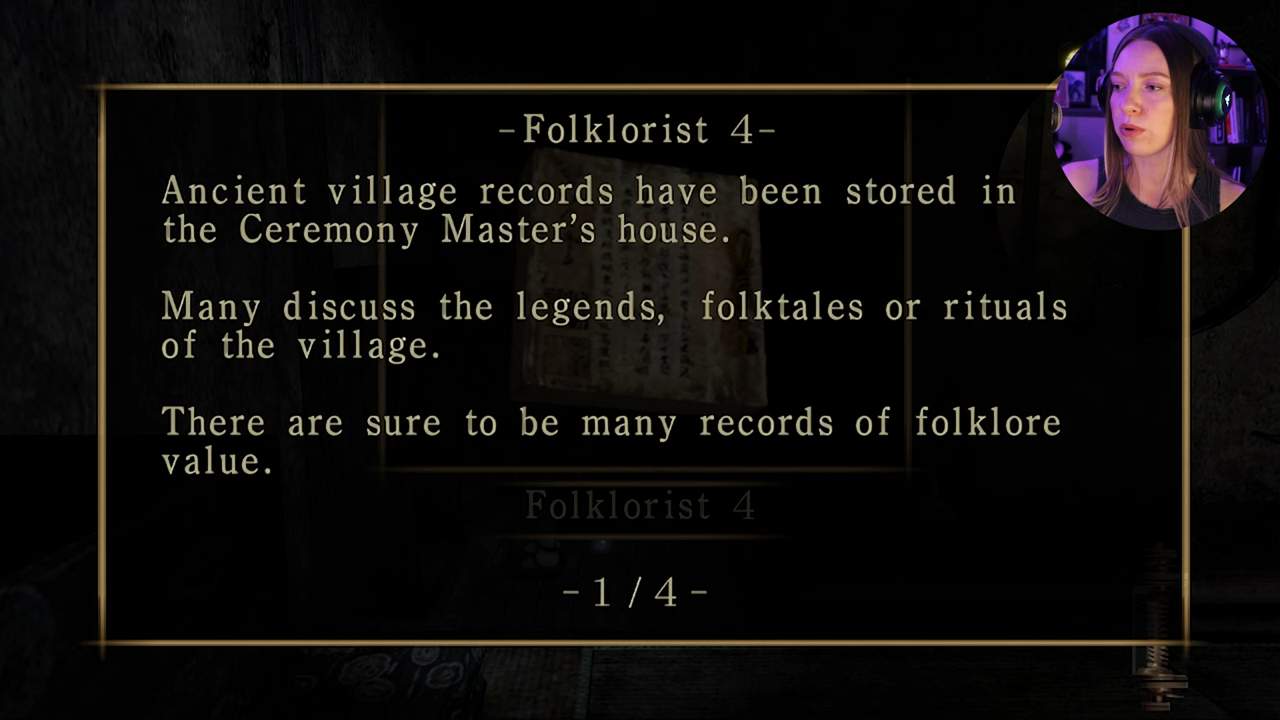 -Folklorist 4-
Ancient village records have been stored in
the Ceremony Master's house.
Many discuss the legends, folktales or rituals
of the village.
There are sure to be many records of folklore
value.
Folklorist 4
-1/4-